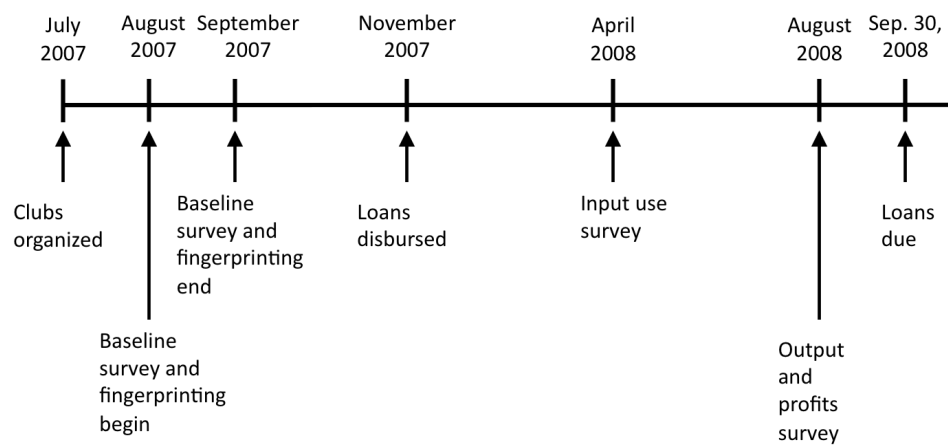 July
2007
August
2007
September
2007
November
2007
April
2008
August
2008
Sep. 30,
2008
Clubs
organized
Baseline
survey and
fingerprinting
begin
Baseline
survey and
fingerprinting
end
Loans
disbursed
Input use
survey
Output
and
profits
survey
Loans
due